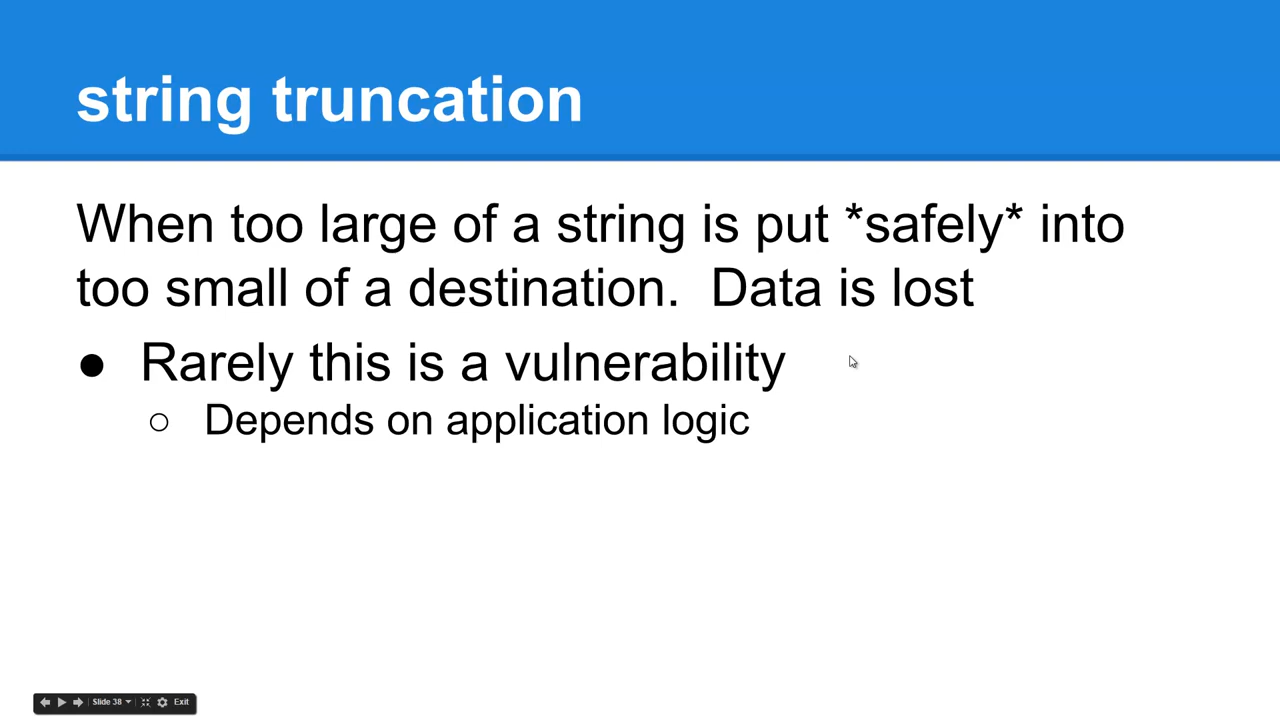 string truncation
When too large of a string is put *safely* into
too small of a destination.  Data is lost
● Rarely this is a vulnerability
○ Depends on application logic
Slide 38 Exit